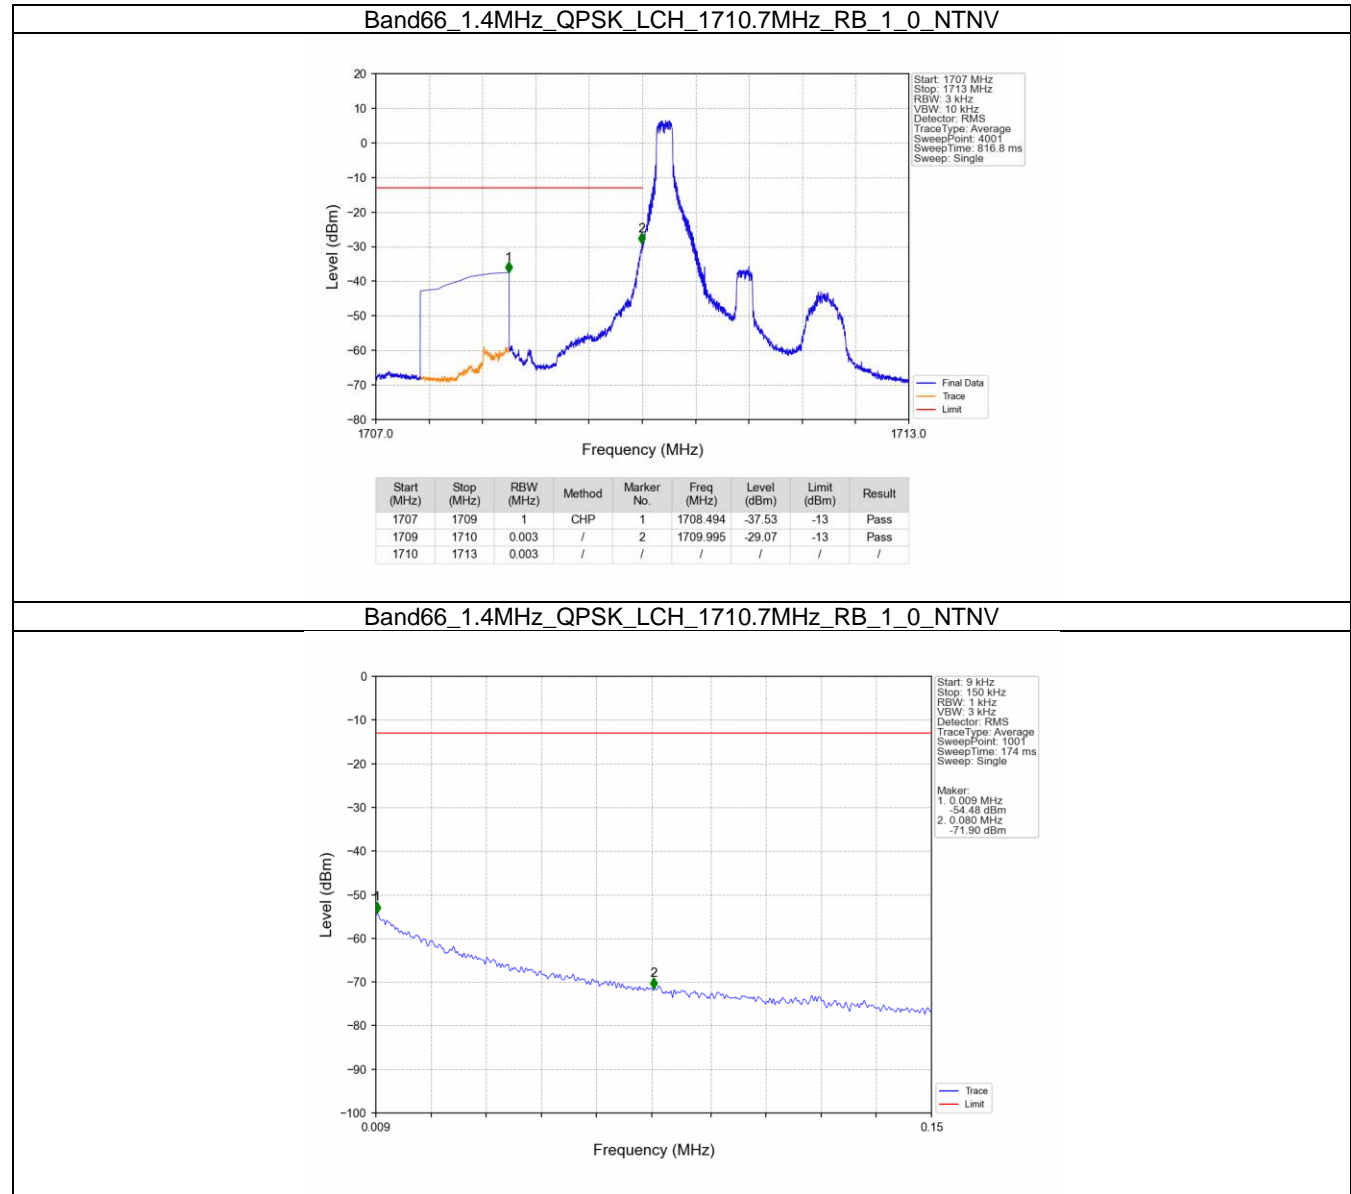 Band66_1.4MHz_QPSK_LCH_1710.7MHz_RB_1_0_NTNV
20
10
0
−10
−20
−30
−40
−50
−60
−70
−80
Level (dBm)
1
2
1707.0
1713.0
Frequency (MHz)
Start: 1707 MHz
Stop: 1713 MHz
RBW: 3 kHz
VBW: 10 kHz
Detector: RMS
TraceType: Average
SweepPoint: 4001
SweepTime: 816.8 ms
Sweep: Single
Final Data
Trace
Limit
Start (MHz) Stop (MHz) RBW (MHz) Method Marker No. Freq (MHz) Level (dBm) Limit (dBm) Result
1707 1709 1 CHP 1 1708.494 -37.53 -13 Pass
1709 1710 0.003 / 2 1709.995 -29.07 -13 Pass
1710 1713 0.003 / / / / / /
Band66_1.4MHz_QPSK_LCH_1710.7MHz_RB_1_0_NTNV
0
−10
−20
−30
−40
−50
−60
−70
−80
−90
−100
Level (dBm)
1
2
0.009
0.15
Frequency (MHz)
Start: 9 kHz
Stop: 150 kHz
RBW: 1 kHz
VBW: 3 kHz
Detector: RMS
TraceType: Average
SweepPoint: 1001
SweepTime: 174 ms
Sweep: Single
Maker:
1. 0.009 MHz
-54.48 dBm
2. 0.080 MHz
-71.90 dBm
Trace
Limit